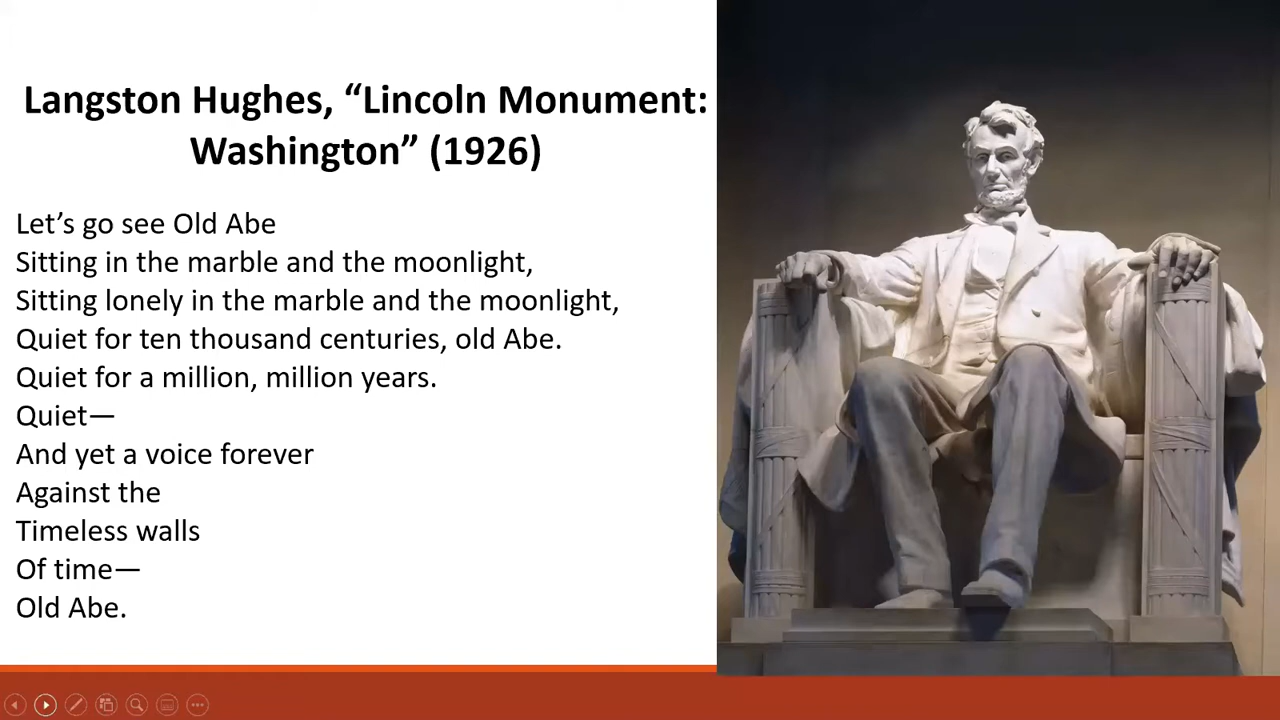 Langston Hughes, “Lincoln Monument:
Washington” (1926)
Let’s go see Old Abe
Sitting in the marble and the moonlight,
Sitting lonely in the marble and the moonlight,
Quiet for ten thousand centuries, old Abe.
Quiet for a million, million years.
Quiet—
And yet a voice forever
Against the
Timeless walls
Of time—
Old Abe.